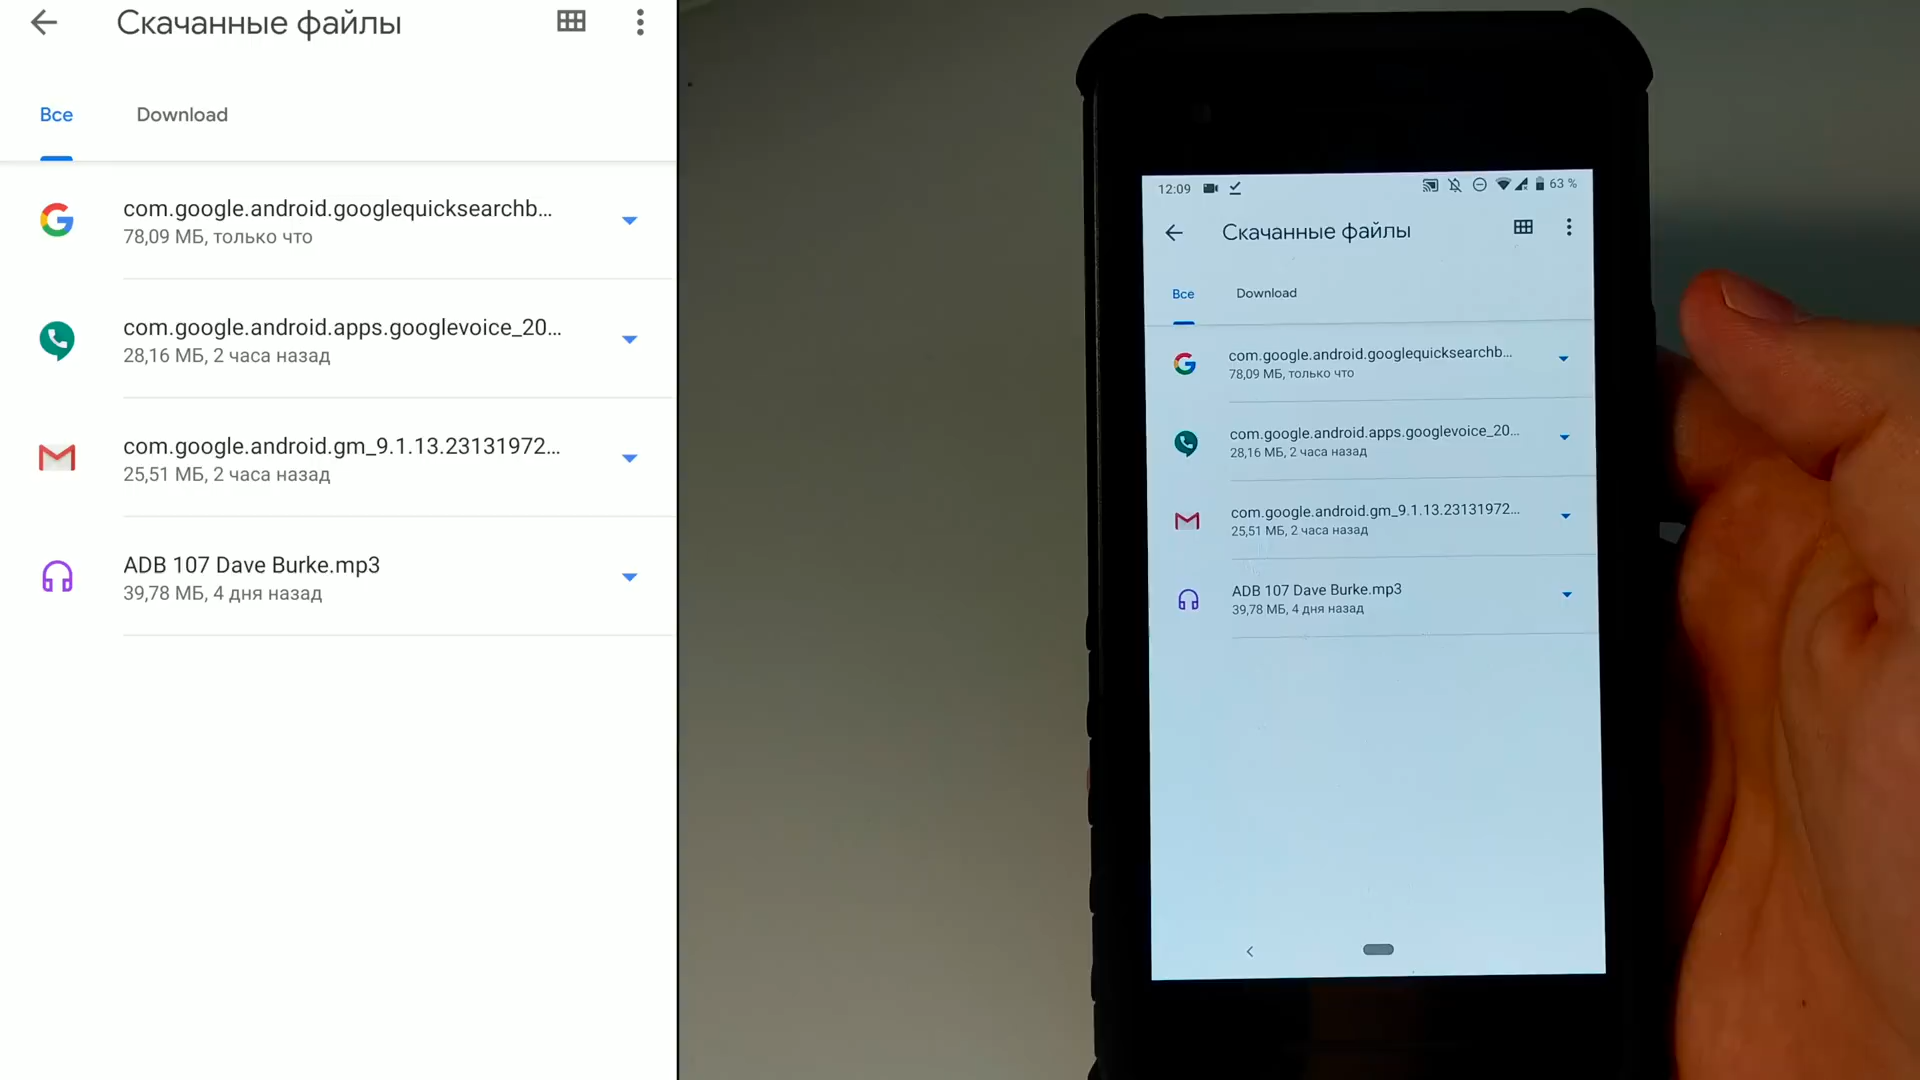 Скачанные файлы
Все
Download
com.google.android.googlequicksearchb...
78,09 МБ, только что
com.google.android.apps.googlevoice_20...
28,16 МБ, 2 часа назад
com.google.android.gm_9.1.13.23131972...
25,51 МБ, 2 часа назад
ADB 107 Dave Burke.mp3
39,78 МБ, 4 дня назад
12:09
63 %
Скачанные файлы
Все
Download
com.google.android.googlequicksearchb...
78,09 МБ, только что
com.google.android.apps.googlevoice_20...
28,16 МБ, 2 часа назад
com.google.android.gm_9.1.13.23131972...
25,51 МБ, 2 часа назад
ADB 107 Dave Burke.mp3
39,78 МБ, 4 дня назад